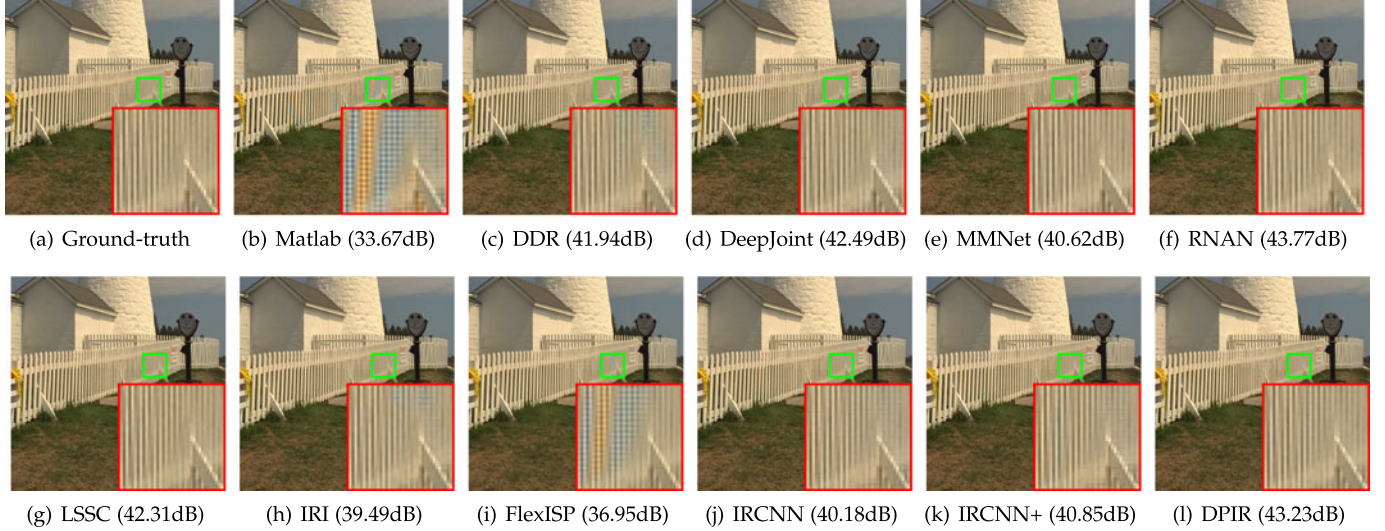 (a) Ground-truth
(b) Matlab (33.67dB)
(c) DDR (41.94dB)
(d) DeepJoint (42.49dB)
(e) MMNet (40.62dB)
(f) RNAN (43.77dB)
(g) LSSC (42.31dB)
(h) IRI (39.49dB)
(i) FlexISP (36.95dB)
(j) IRCNN (40.18dB)
(k) IRCNN+ (40.85dB)
(l) DPIR (43.23dB)